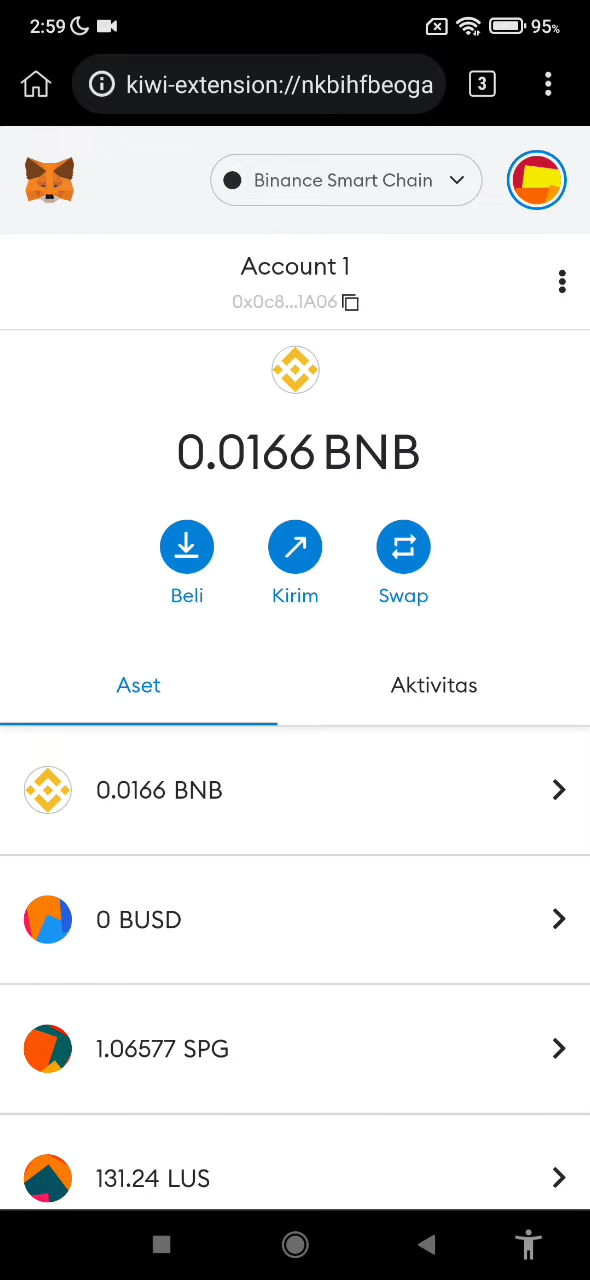 2:59 95%
kiwi-extension://nkbihfbeoga 3
Binance Smart Chain
Account 1
0x0c8...1A06
0.0166 BNB
Beli Kirim Swap
Aset Aktivitas
0.0166 BNB
0 BUSD
1.06577 SPG
131.24 LUS